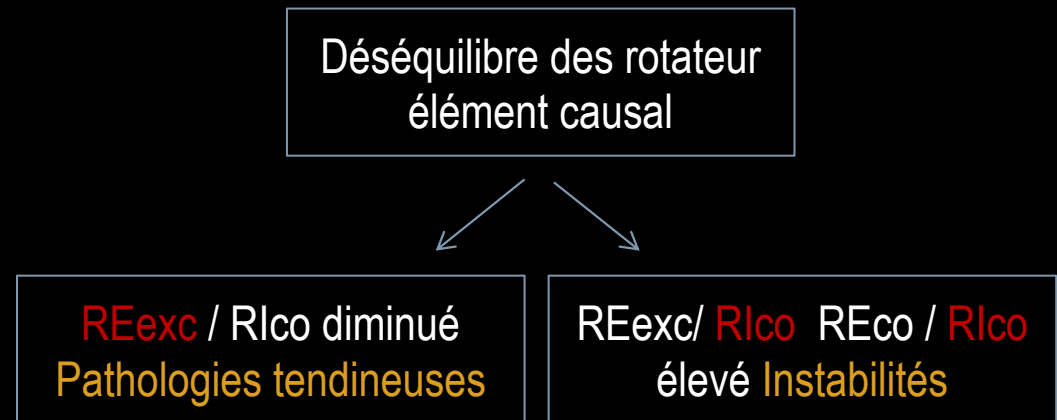 Déséquilibre des rotateur
élément causal
REexc / RIco diminué
Pathologies tendineuses
REexc/ RIco REco / RIco
élevé Instabilités